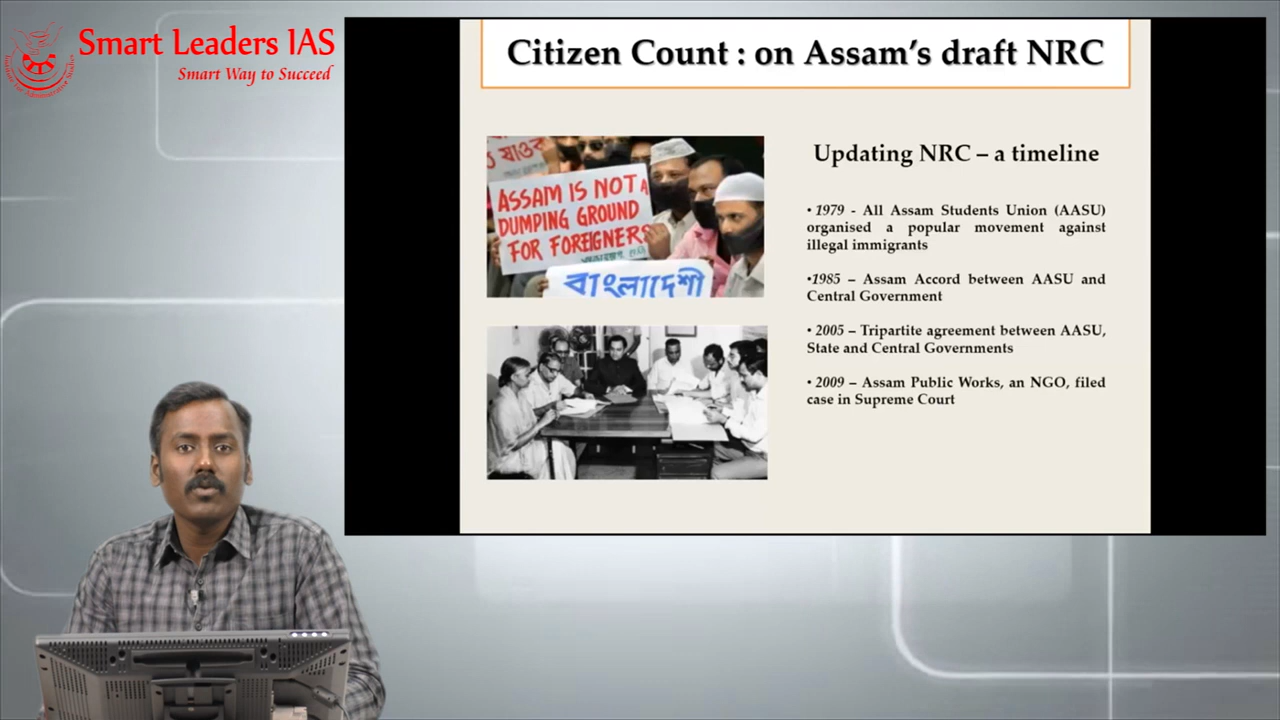 Smart Leaders IAS
Smart Way to Succeed
Citizen Count : on Assam's draft NRC
যাওক
ASSAM IS NOT A
DUMPING GROUND
FOR FOREIGNERS
বাংলাদেশী
Updating NRC – a timeline
• 1979 - All Assam Students Union (AASU)
organised a popular movement against
illegal immigrants
•1985 – Assam Accord between AASU and
Central Government
• 2005 – Tripartite agreement between AASU,
State and Central Governments
• 2009 – Assam Public Works, an NGO, filed
case in Supreme Court